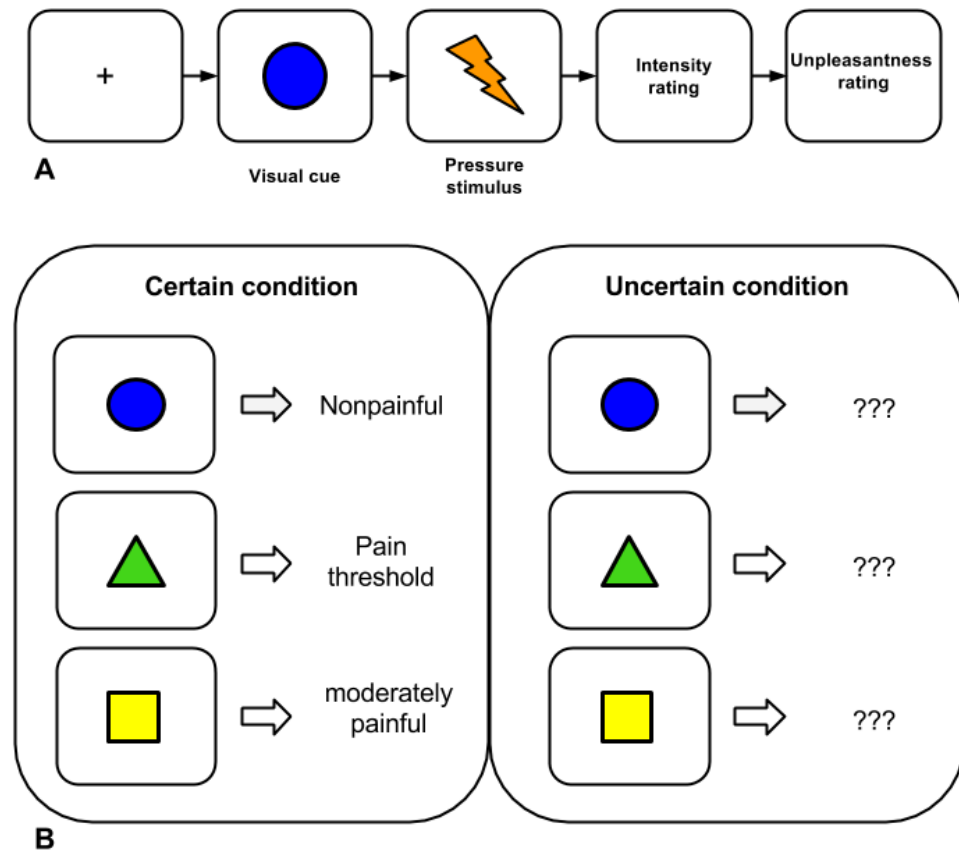 +
Intensity
rating
Unpleasantness
rating
A
Visual cue
Pressure
stimulus
Certain condition
Nonpainful
Pain
threshold
moderately
painful
Uncertain condition
???
???
???
B